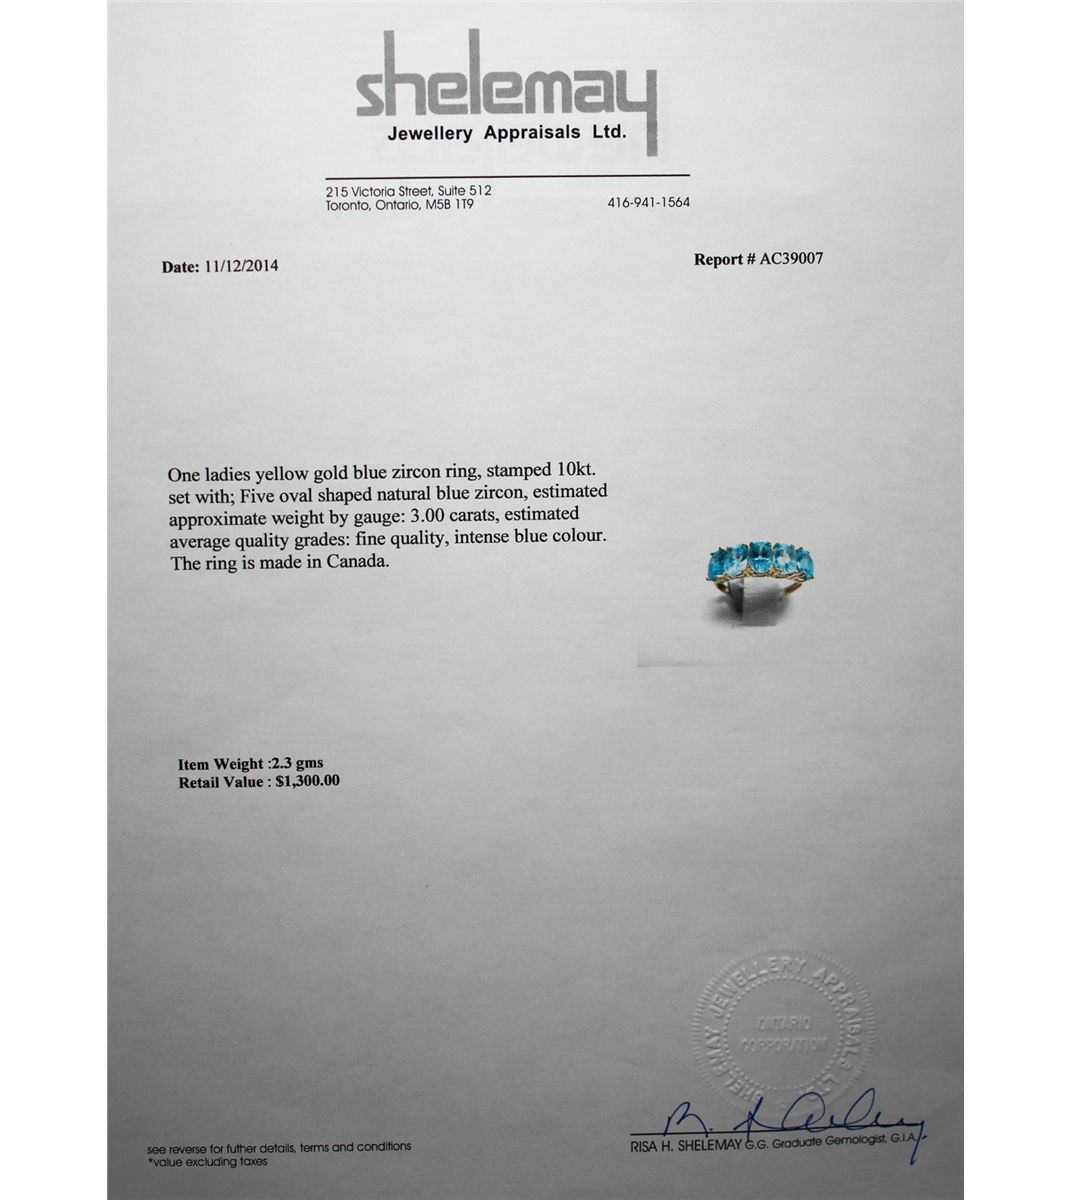 shelemay
Jewellery Appraisals Ltd.
215 Victoria Street, Suite 512
Toronto, Ontario, M5B 1T9
416-941-1564
Date: 11/12/2014
Report # AC39007
One ladies yellow gold blue zircon ring, stamped 10kt.
set with; Five oval shaped natural blue zircon, estimated
approximate weight by gauge: 3.00 carats, estimated
average quality grades: fine quality, intense blue colour.
The ring is made in Canada.
Item Weight :2.3 gms
Retail Value : $1,300.00
SHELEMAY JEWELLERY APPRAISALS LTD.
ONTARIO
CORPORATION
RISA H. SHELEMAY G.G. Graduate Gemologist, G.I.A.
see reverse for futher details, terms and conditions
*value excluding taxes